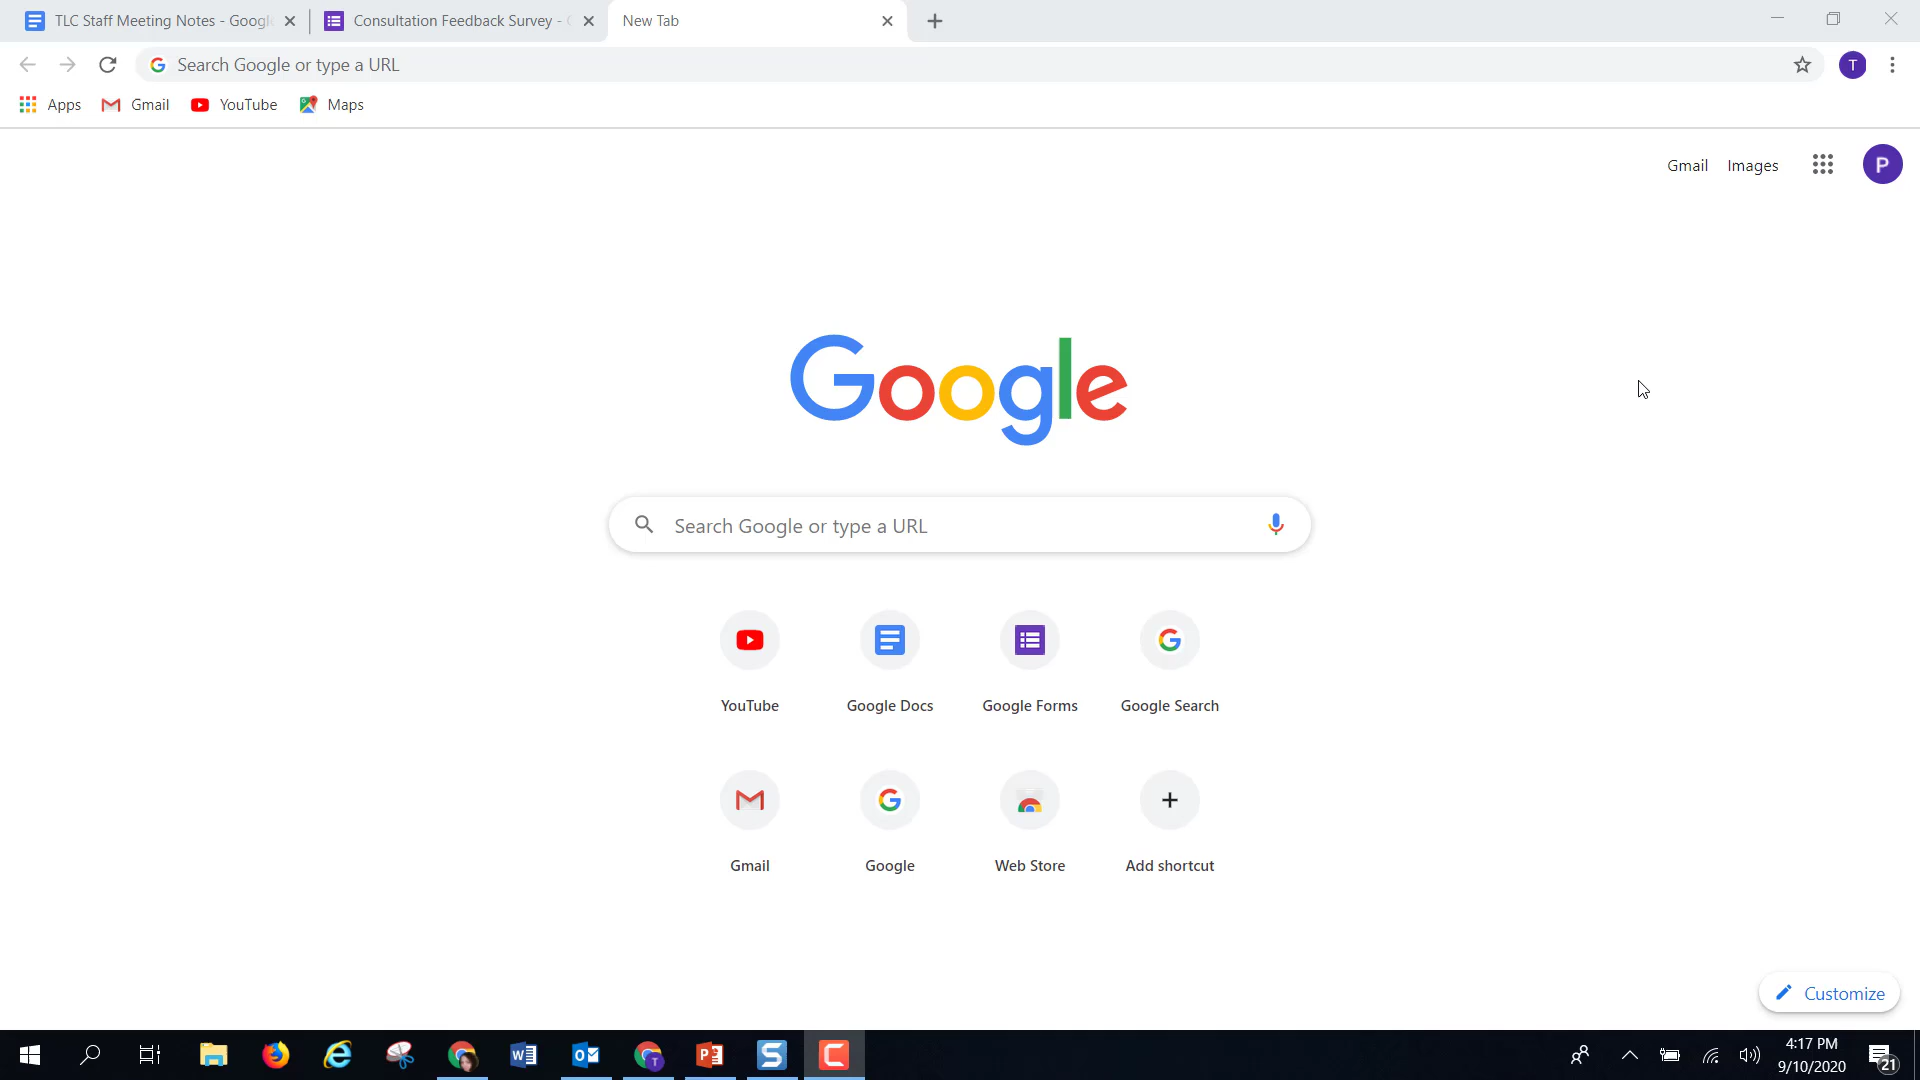 TLC Staff Meeting Notes - Googl
Consultation Feedback Survey - G
New Tab
Search Google or type a URL
T
Apps
Gmail
YouTube
Maps
Gmail
Images
P
Google
Search Google or type a URL
YouTube
Google Docs
Google Forms
Google Search
Gmail
Google
Web Store
Add shortcut
Customize
4:17 PM
9/10/2020
21